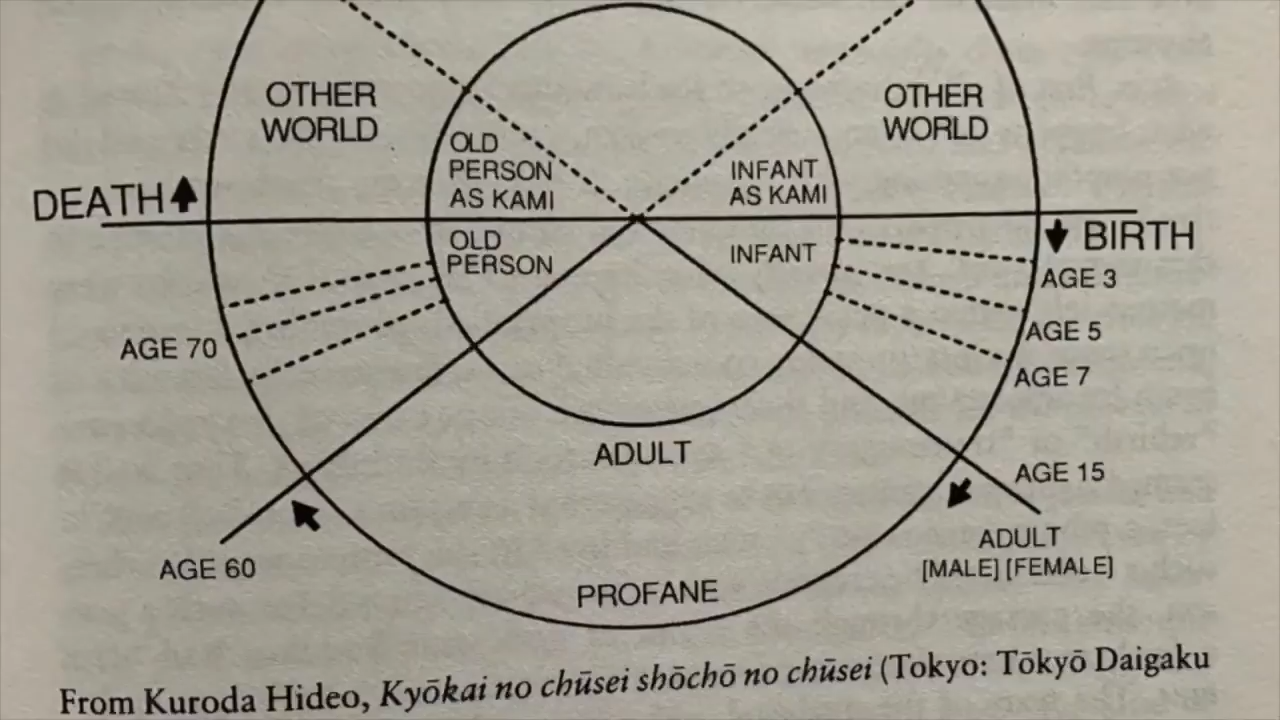 OTHER
WORLD
OTHER
WORLD
OLD
PERSON
AS KAMI
INFANT
AS KAMI
DEATH
BIRTH
OLD
PERSON
INFANT
AGE 3
AGE 5
AGE 70
AGE 7
ADULT
AGE 15
ADULT
[MALE] [FEMALE]
AGE 60
PROFANE
From Kuroda Hideo, Kyōkai no chūsei shōchō no chūsei (Tokyo: Tōkyō Daigaku